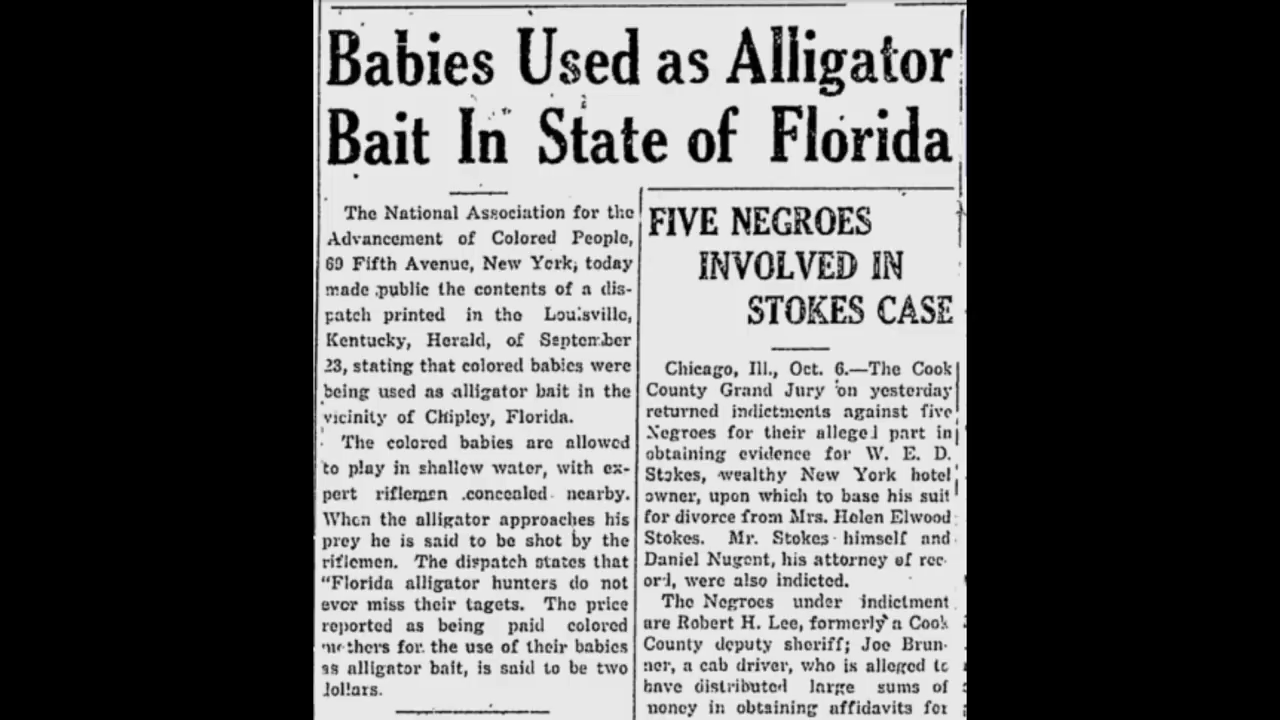 Babies Used as Alligator
Bait In State of Florida
The National Association for the
Advancement of Colored People,
69 Fifth Avenue, New York, today
made public the contents of a dis-
patch printed in the Louisville,
Kentucky, Herald, of September
23, stating that colored babies were
being used as alligator bait in the
vicinity of Chipley, Florida.
The colored babies are allowed
to play in shallow water, with ex-
pert riflemen concealed nearby.
When the alligator approaches his
prey he is said to be shot by the
riflemen. The dispatch states that
"Florida alligator hunters do not
ever miss their tagets. The price
reported as being paid colored
mothers for the use of their babies
as alligator bait, is said to be two
dollars.
FIVE NEGROES
INVOLVED IN
STOKES CASE
Chicago, Ill., Oct. 6.—The Cook
County Grand Jury on yesterday
returned indictments against five
Negroes for their alleged part in
obtaining evidence for W. E. D.
Stokes, wealthy New York hotel
owner, upon which to base his suit
for divorce from Mrs. Helen Elwood
Stokes. Mr. Stokes himself and
Daniel Nugent, his attorney of rec-
ord, were also indicted.
The Negroes under indictment
are Robert H. Lee, formerly a Cook
County deputy sheriff; Joe Brun-
ner, a cab driver, who is alleged to
have distributed large sums of
money in obtaining affidavits for